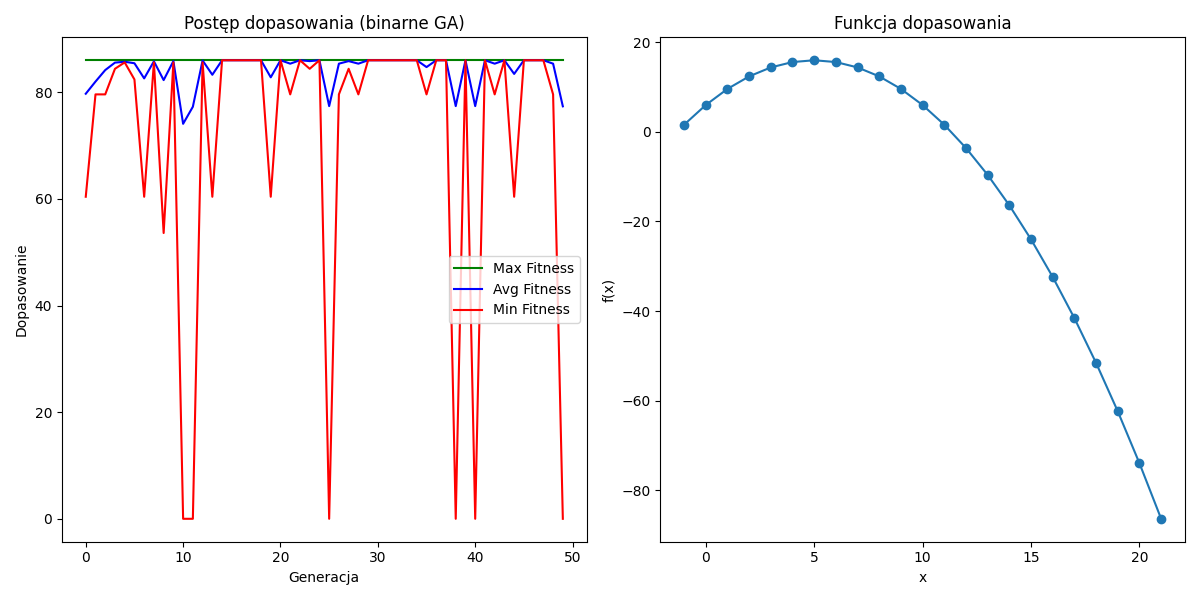 Postęp dopasowania (binarne GA)
Dopasowanie
80
60
40
20
0
Max Fitness
Avg Fitness
Min Fitness
0 10 20 30 40 50
Generacja
Funkcja dopasowania
f(x)
20
0
−20
−40
−60
−80
0 5 10 15 20
x